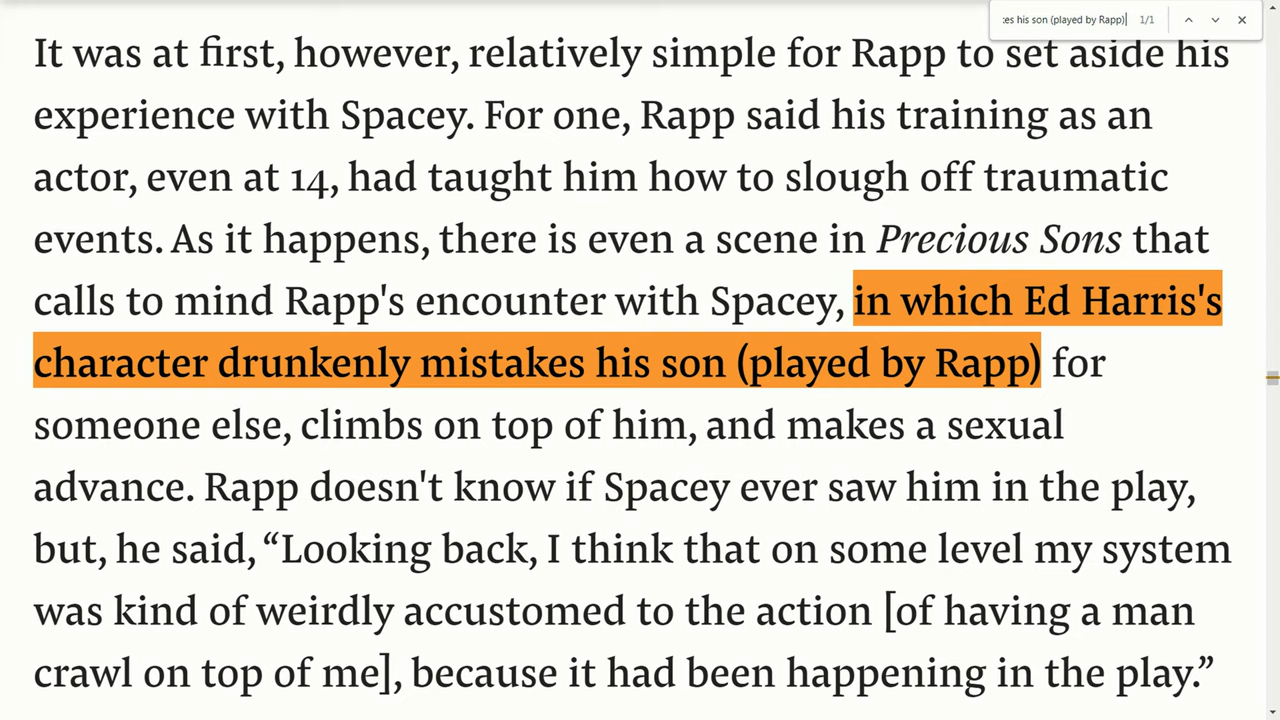 :es his son (played by Rapp) 1/1
It was at first, however, relatively simple for Rapp to set aside his
experience with Spacey. For one, Rapp said his training as an
actor, even at 14, had taught him how to slough off traumatic
events. As it happens, there is even a scene in Precious Sons that
calls to mind Rapp's encounter with Spacey, in which Ed Harris's
character drunkenly mistakes his son (played by Rapp) for
someone else, climbs on top of him, and makes a sexual
advance. Rapp doesn't know if Spacey ever saw him in the play,
but, he said, “Looking back, I think that on some level my system
was kind of weirdly accustomed to the action [of having a man
crawl on top of me], because it had been happening in the play.”